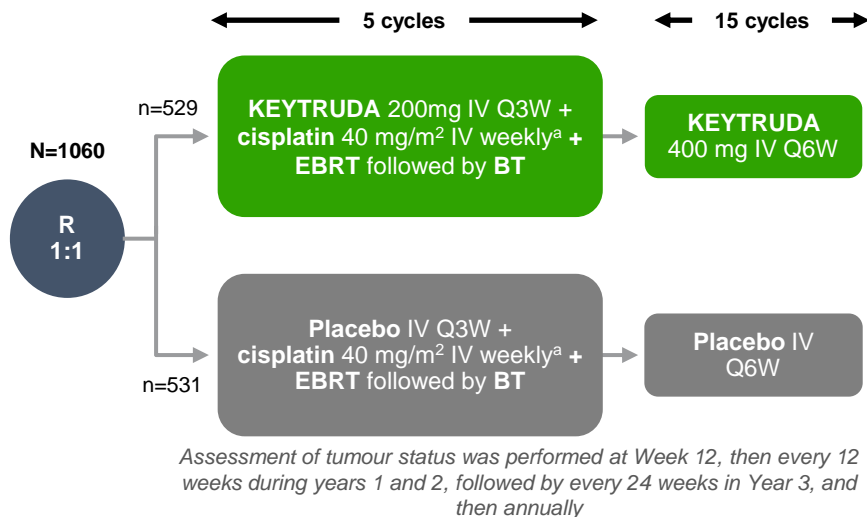 5 cycles
15 cycles
n=529
N=1060
R
1:1
KEYTRUDA 200mg IV Q3W +
cisplatin 40 mg/m² IV weeklyᵃ +
EBRT followed by BT
KEYTRUDA
400 mg IV Q6W
Placebo IV Q3W +
cisplatin 40 mg/m² IV weeklyᵃ +
EBRT followed by BT
Placebo IV
Q6W
n=531
Assessment of tumour status was performed at Week 12, then every 12
weeks during years 1 and 2, followed by every 24 weeks in Year 3, and
then annually